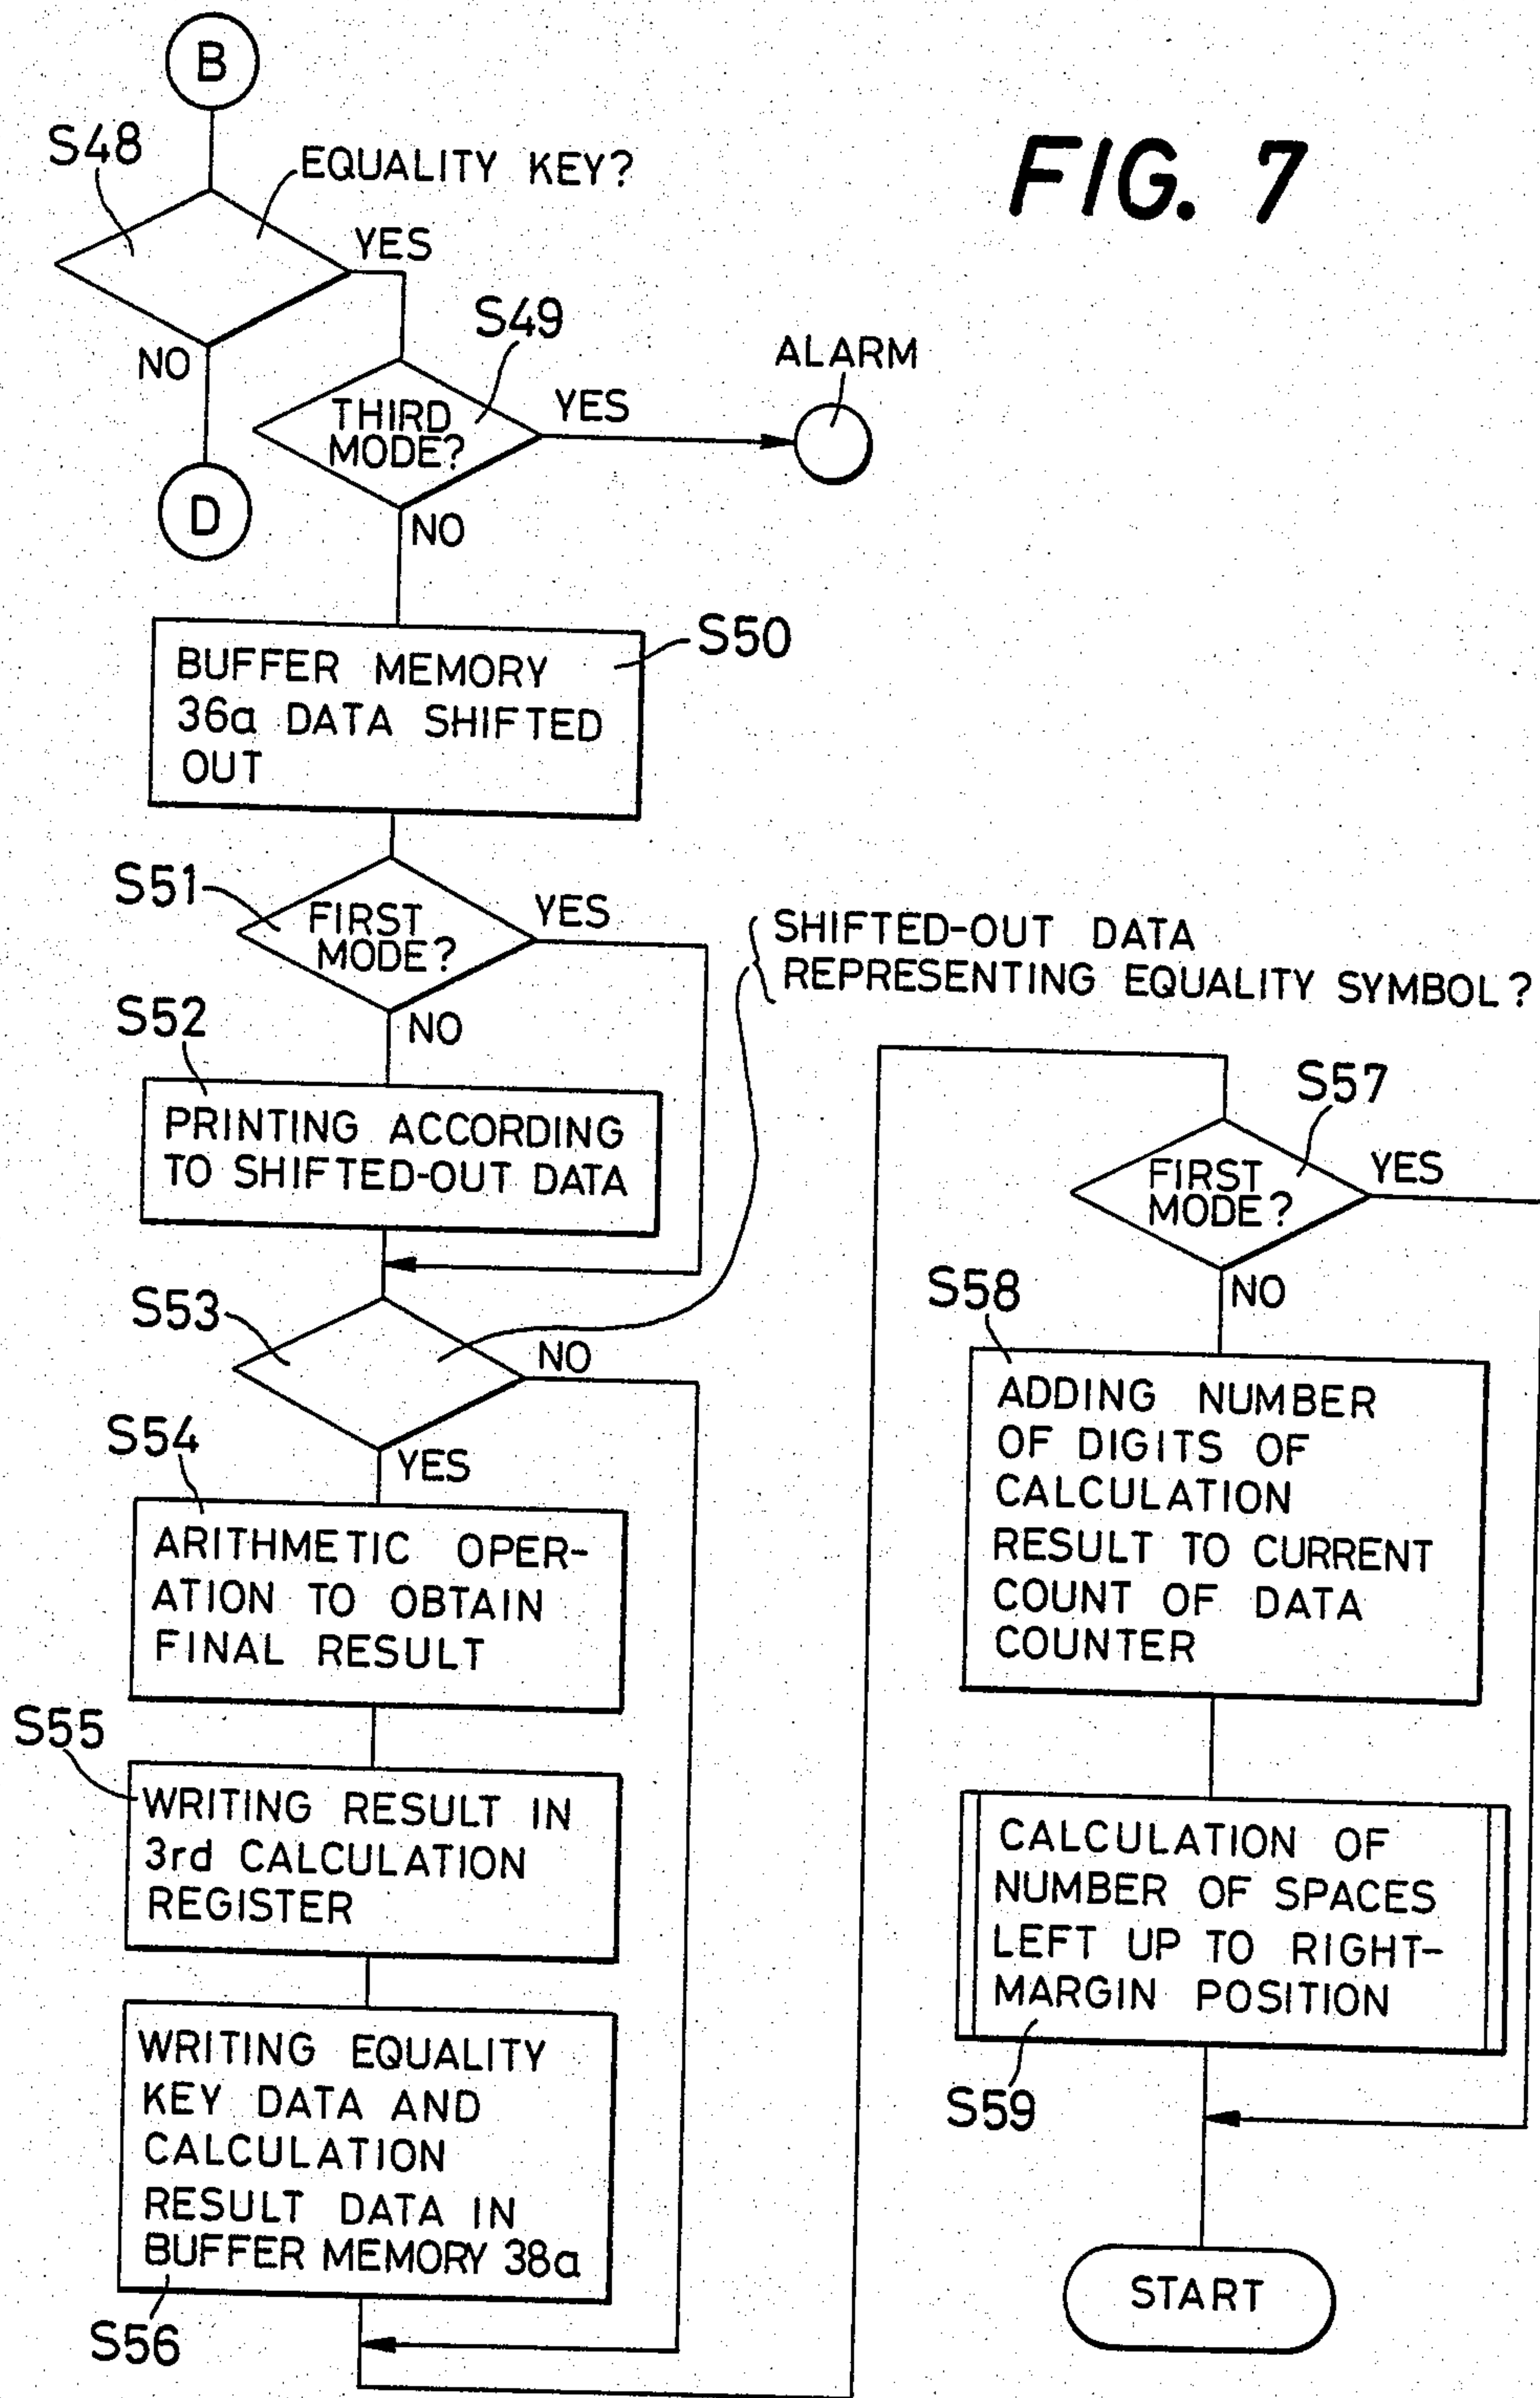 B
FIG. 7
S48
EQUALITY KEY?
YES
NO
D
S49
THIRD
MODE?
YES
ALARM
NO
S50
BUFFER MEMORY
36a DATA SHIFTED
OUT
S51
FIRST
MODE?
YES
NO
S52
PRINTING ACCORDING
TO SHIFTED-OUT DATA
SHIFTED-OUT DATA
REPRESENTING EQUALITY SYMBOL?
S53
NO
YES
S54
ARITHMETIC OPER-
ATION TO OBTAIN
FINAL RESULT
S55
WRITING RESULT IN
3rd CALCULATION
REGISTER
WRITING EQUALITY
KEY DATA AND
CALCULATION
RESULT DATA IN
BUFFER MEMORY 38a
S56
S57
FIRST
MODE?
YES
NO
S58
ADDING NUMBER
OF DIGITS OF
CALCULATION
RESULT TO CURRENT
COUNT OF DATA
COUNTER
CALCULATION OF
NUMBER OF SPACES
LEFT UP TO RIGHT-
MARGIN POSITION
S59
START